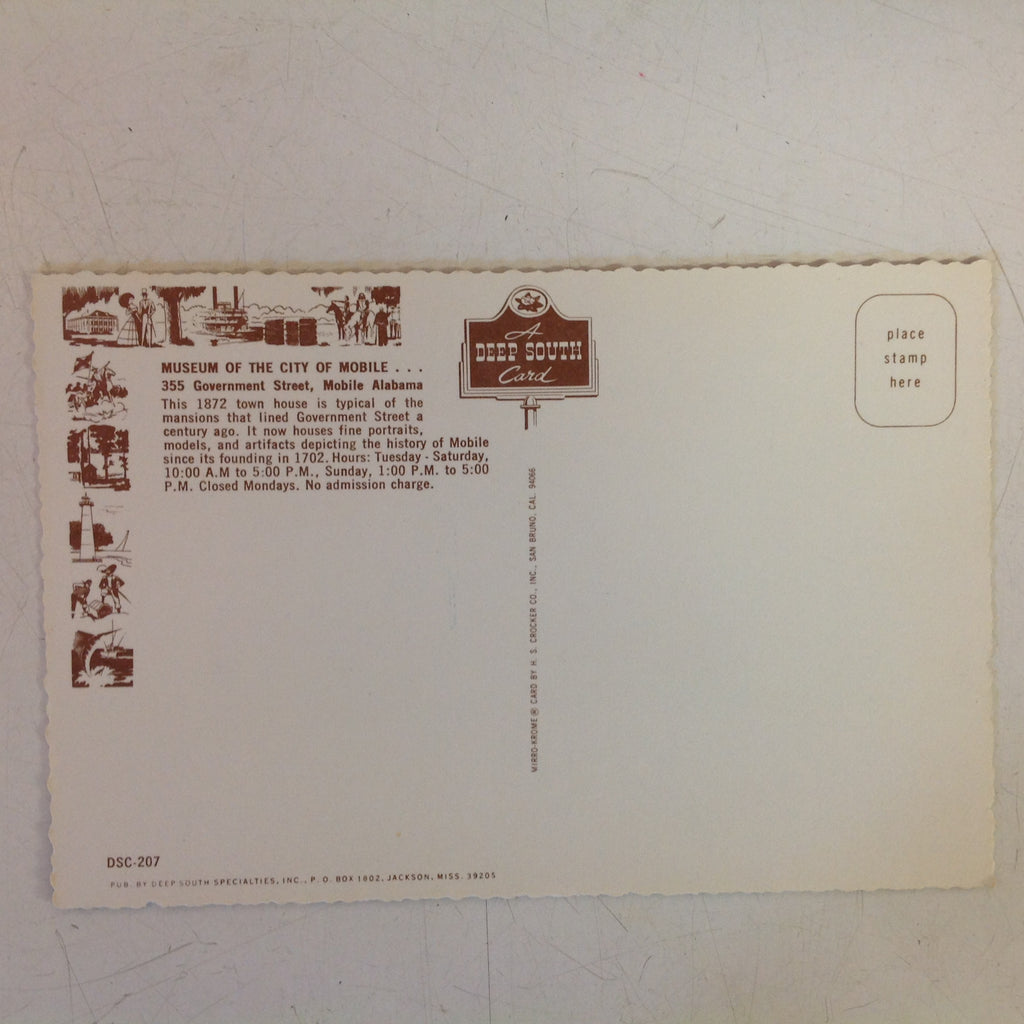 MUSEUM OF THE CITY OF MOBILE . . .
355 Government Street, Mobile Alabama
This 1872 town house is typical of the
mansions that lined Government Street a
century ago. It now houses fine portraits,
models, and artifacts depicting the history of Mobile
since its founding in 1702. Hours: Tuesday - Saturday,
10:00 A.M to 5:00 P.M., Sunday, 1:00 P.M. to 5:00
P.M. Closed Mondays. No admission charge.
A
DEEP SOUTH
Card
place
stamp
here
MIRRO-KROME® CARD BY H. S. CROCKER CO., INC., SAN BRUNO, CAL. 94066
DSC-207
PUB. BY DEEP SOUTH SPECIALTIES, INC., P. O. BOX 1802, JACKSON, MISS. 39205